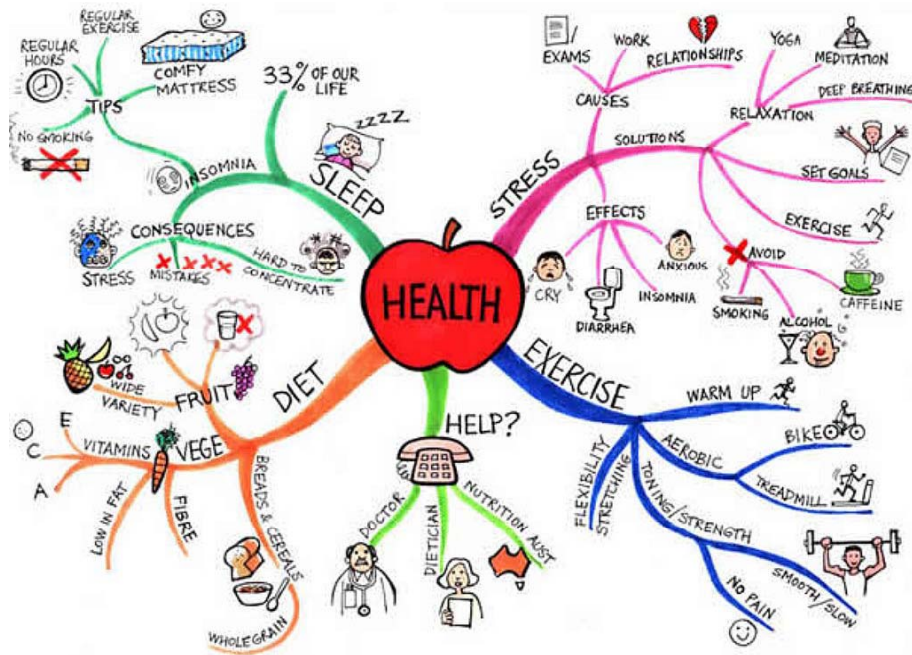 HEALTH
SLEEP
33% OF OUR
LIFE
ZZZZ
INSOMNIA
TIPS
REGULAR
EXERCISE
REGULAR
HOURS
COMFY
MATTRESS
NO SMOKING
CONSEQUENCES
STRESS
MISTAKES
HARD TO
CONCENTRATE
STRESS
CAUSES
EXAMS
WORK
RELATIONSHIPS
SOLUTIONS
RELAXATION
YOGA
MEDITATION
DEEP BREATHING
SET GOALS
EXERCISE
AVOID
SMOKING
ALCOHOL
CAFFEINE
EFFECTS
CRY
DIARRHEA
INSOMNIA
ANXIOUS
DIET
FRUIT
WIDE
VARIETY
VEGE
VITAMINS
E
C
A
LOW IN FAT
FIBRE
BREADS & CEREALS
WHOLEGRAIN
HELP?
DOCTOR
DIETICIAN
NUTRITION
AUST
EXERCISE
WARM UP
AEROBIC
BIKE
TREADMILL
FLEXIBILITY
STRETCHING
TONING/STRENGTH
SMOOTH/SLOW
NO PAIN